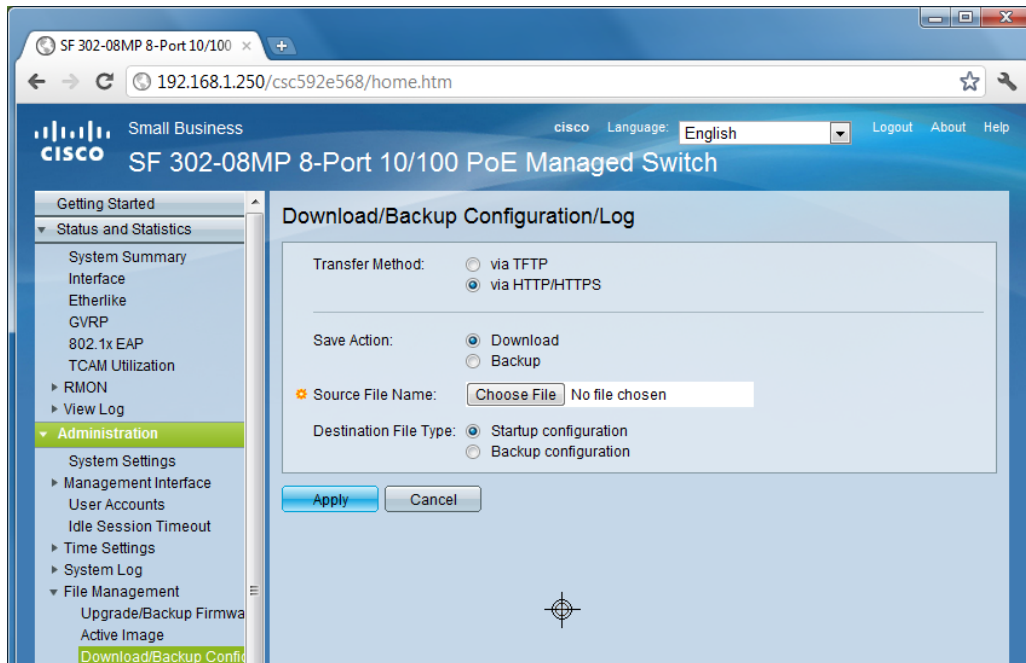 SF 302-08MP 8-Port 10/100
192.168.1.250/csc592e568/home.htm
Small Business
cisco Language: English Logout About Help
CISCO
SF 302-08MP 8-Port 10/100 PoE Managed Switch
Getting Started
Status and Statistics
System Summary
Interface
Etherlike
GVRP
802.1x EAP
TCAM Utilization
RMON
View Log
Administration
System Settings
Management Interface
User Accounts
Idle Session Timeout
Time Settings
System Log
File Management
Upgrade/Backup Firmwa
Active Image
Download/Backup Config
Download/Backup Configuration/Log
Transfer Method: via TFTP
via HTTP/HTTPS
Save Action: Download
Backup
Source File Name: Choose File No file chosen
Destination File Type: Startup configuration
Backup configuration
Apply Cancel